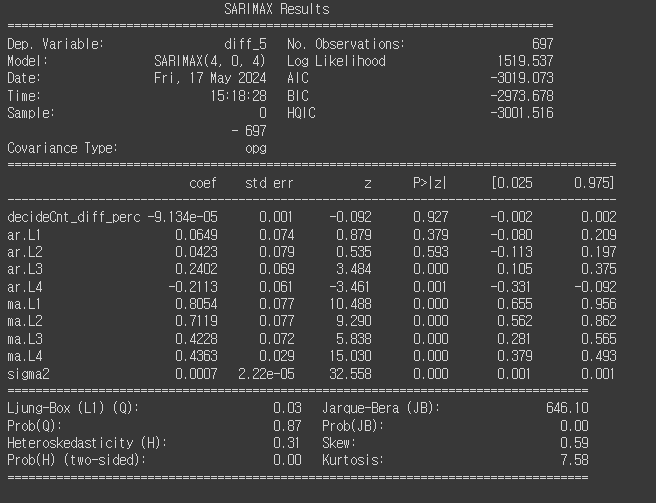 SARIMAX Results
==============================================================================
Dep. Variable: diff_5 No. Observations: 697
Model: SARIMAX(4, 0, 4) Log Likelihood 1519.537
Date: Fri, 17 May 2024 AIC -3019.073
Time: 15:18:28 BIC -2973.678
Sample: 0 HQIC -3001.516
- 697
Covariance Type: opg
======================================================================================
coef std err z P>|z| [0.025 0.975]
--------------------------------------------------------------------------------------
decideCnt_diff_perc -9.134e-05 0.001 -0.092 0.927 -0.002 0.002
ar.L1 0.0649 0.074 0.879 0.379 -0.080 0.209
ar.L2 0.0423 0.079 0.535 0.593 -0.113 0.197
ar.L3 0.2402 0.069 3.484 0.000 0.105 0.375
ar.L4 -0.2113 0.061 -3.461 0.001 -0.331 -0.092
ma.L1 0.8054 0.077 10.488 0.000 0.655 0.956
ma.L2 0.7119 0.077 9.290 0.000 0.562 0.862
ma.L3 0.4228 0.072 5.838 0.000 0.281 0.565
ma.L4 0.4363 0.029 15.030 0.000 0.379 0.493
sigma2 0.0007 2.22e-05 32.558 0.000 0.001 0.001
===================================================================================
Ljung-Box (L1) (Q): 0.03 Jarque-Bera (JB): 646.10
Prob(Q): 0.87 Prob(JB): 0.00
Heteroskedasticity (H): 0.31 Skew: 0.59
Prob(H) (two-sided): 0.00 Kurtosis: 7.58
===================================================================================